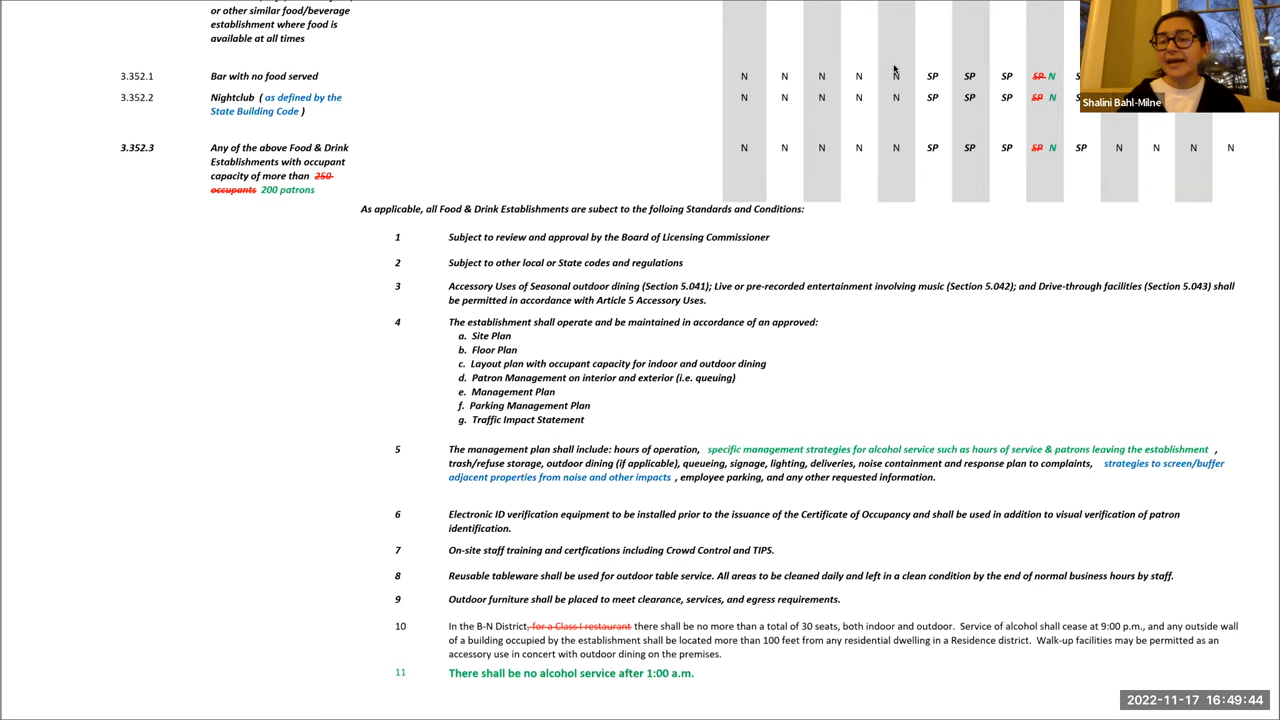 or other similar food/beverage
establishment where food is
available at all times
3.352.1 Bar with no food served N N N N N SP SP SP SP N S
Shalini Bahl-Milne
3.352.2 Nightclub ( as defined by the N N N N N SP SP SP SP N S
State Building Code )
3.352.3 Any of the above Food & Drink N N N N N SP SP SP SP N SP N N N N
Establishments with occupant
capacity of more than 250
occupants 200 patrons
As applicable, all Food & Drink Establishments are subect to the folloing Standards and Conditions:
1 Subject to review and approval by the Board of Licensing Commissioner
2 Subject to other local or State codes and regulations
3 Accessory Uses of Seasonal outdoor dining (Section 5.041); Live or pre-recorded entertainment involving music (Section 5.042); and Drive-through facilities (Section 5.043) shall
be permitted in accordance with Article 5 Accessory Uses.
4 The establishment shall operate and be maintained in accordance of an approved:
a. Site Plan
b. Floor Plan
c. Layout plan with occupant capacity for indoor and outdoor dining
d. Patron Management on interior and exterior (i.e. queuing)
e. Management Plan
f. Parking Management Plan
g. Traffic Impact Statement
5 The management plan shall include: hours of operation, specific management strategies for alcohol service such as hours of service & patrons leaving the establishment ,
trash/refuse storage, outdoor dining (if applicable), queueing, signage, lighting, deliveries, noise containment and response plan to complaints, strategies to screen/buffer
adjacent properties from noise and other impacts , employee parking, and any other requested information.
6 Electronic ID verification equipment to be installed prior to the issuance of the Certificate of Occupancy and shall be used in addition to visual verification of patron
identification.
7 On-site staff training and certfications including Crowd Control and TIPS.
8 Reusable tableware shall be used for outdoor table service. All areas to be cleaned daily and left in a clean condition by the end of normal business hours by staff.
9 Outdoor furniture shall be placed to meet clearance, services, and egress requirements.
10 In the B-N District, for a Class I restaurant there shall be no more than a total of 30 seats, both indoor and outdoor. Service of alcohol shall cease at 9:00 p.m., and any outside wall
of a building occupied by the establishment shall be located more than 100 feet from any residential dwelling in a Residence district. Walk-up facilities may be permitted as an
accessory use in concert with outdoor dining on the premises.
11 There shall be no alcohol service after 1:00 a.m.
2022-11-17 16:49:44